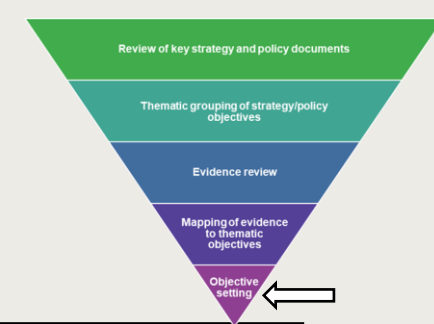 Review of key strategy and policy documents
Thematic grouping of strategy/policy
objectives
Evidence review
Mapping of evidence
to thematic
objectives
Objective
setting